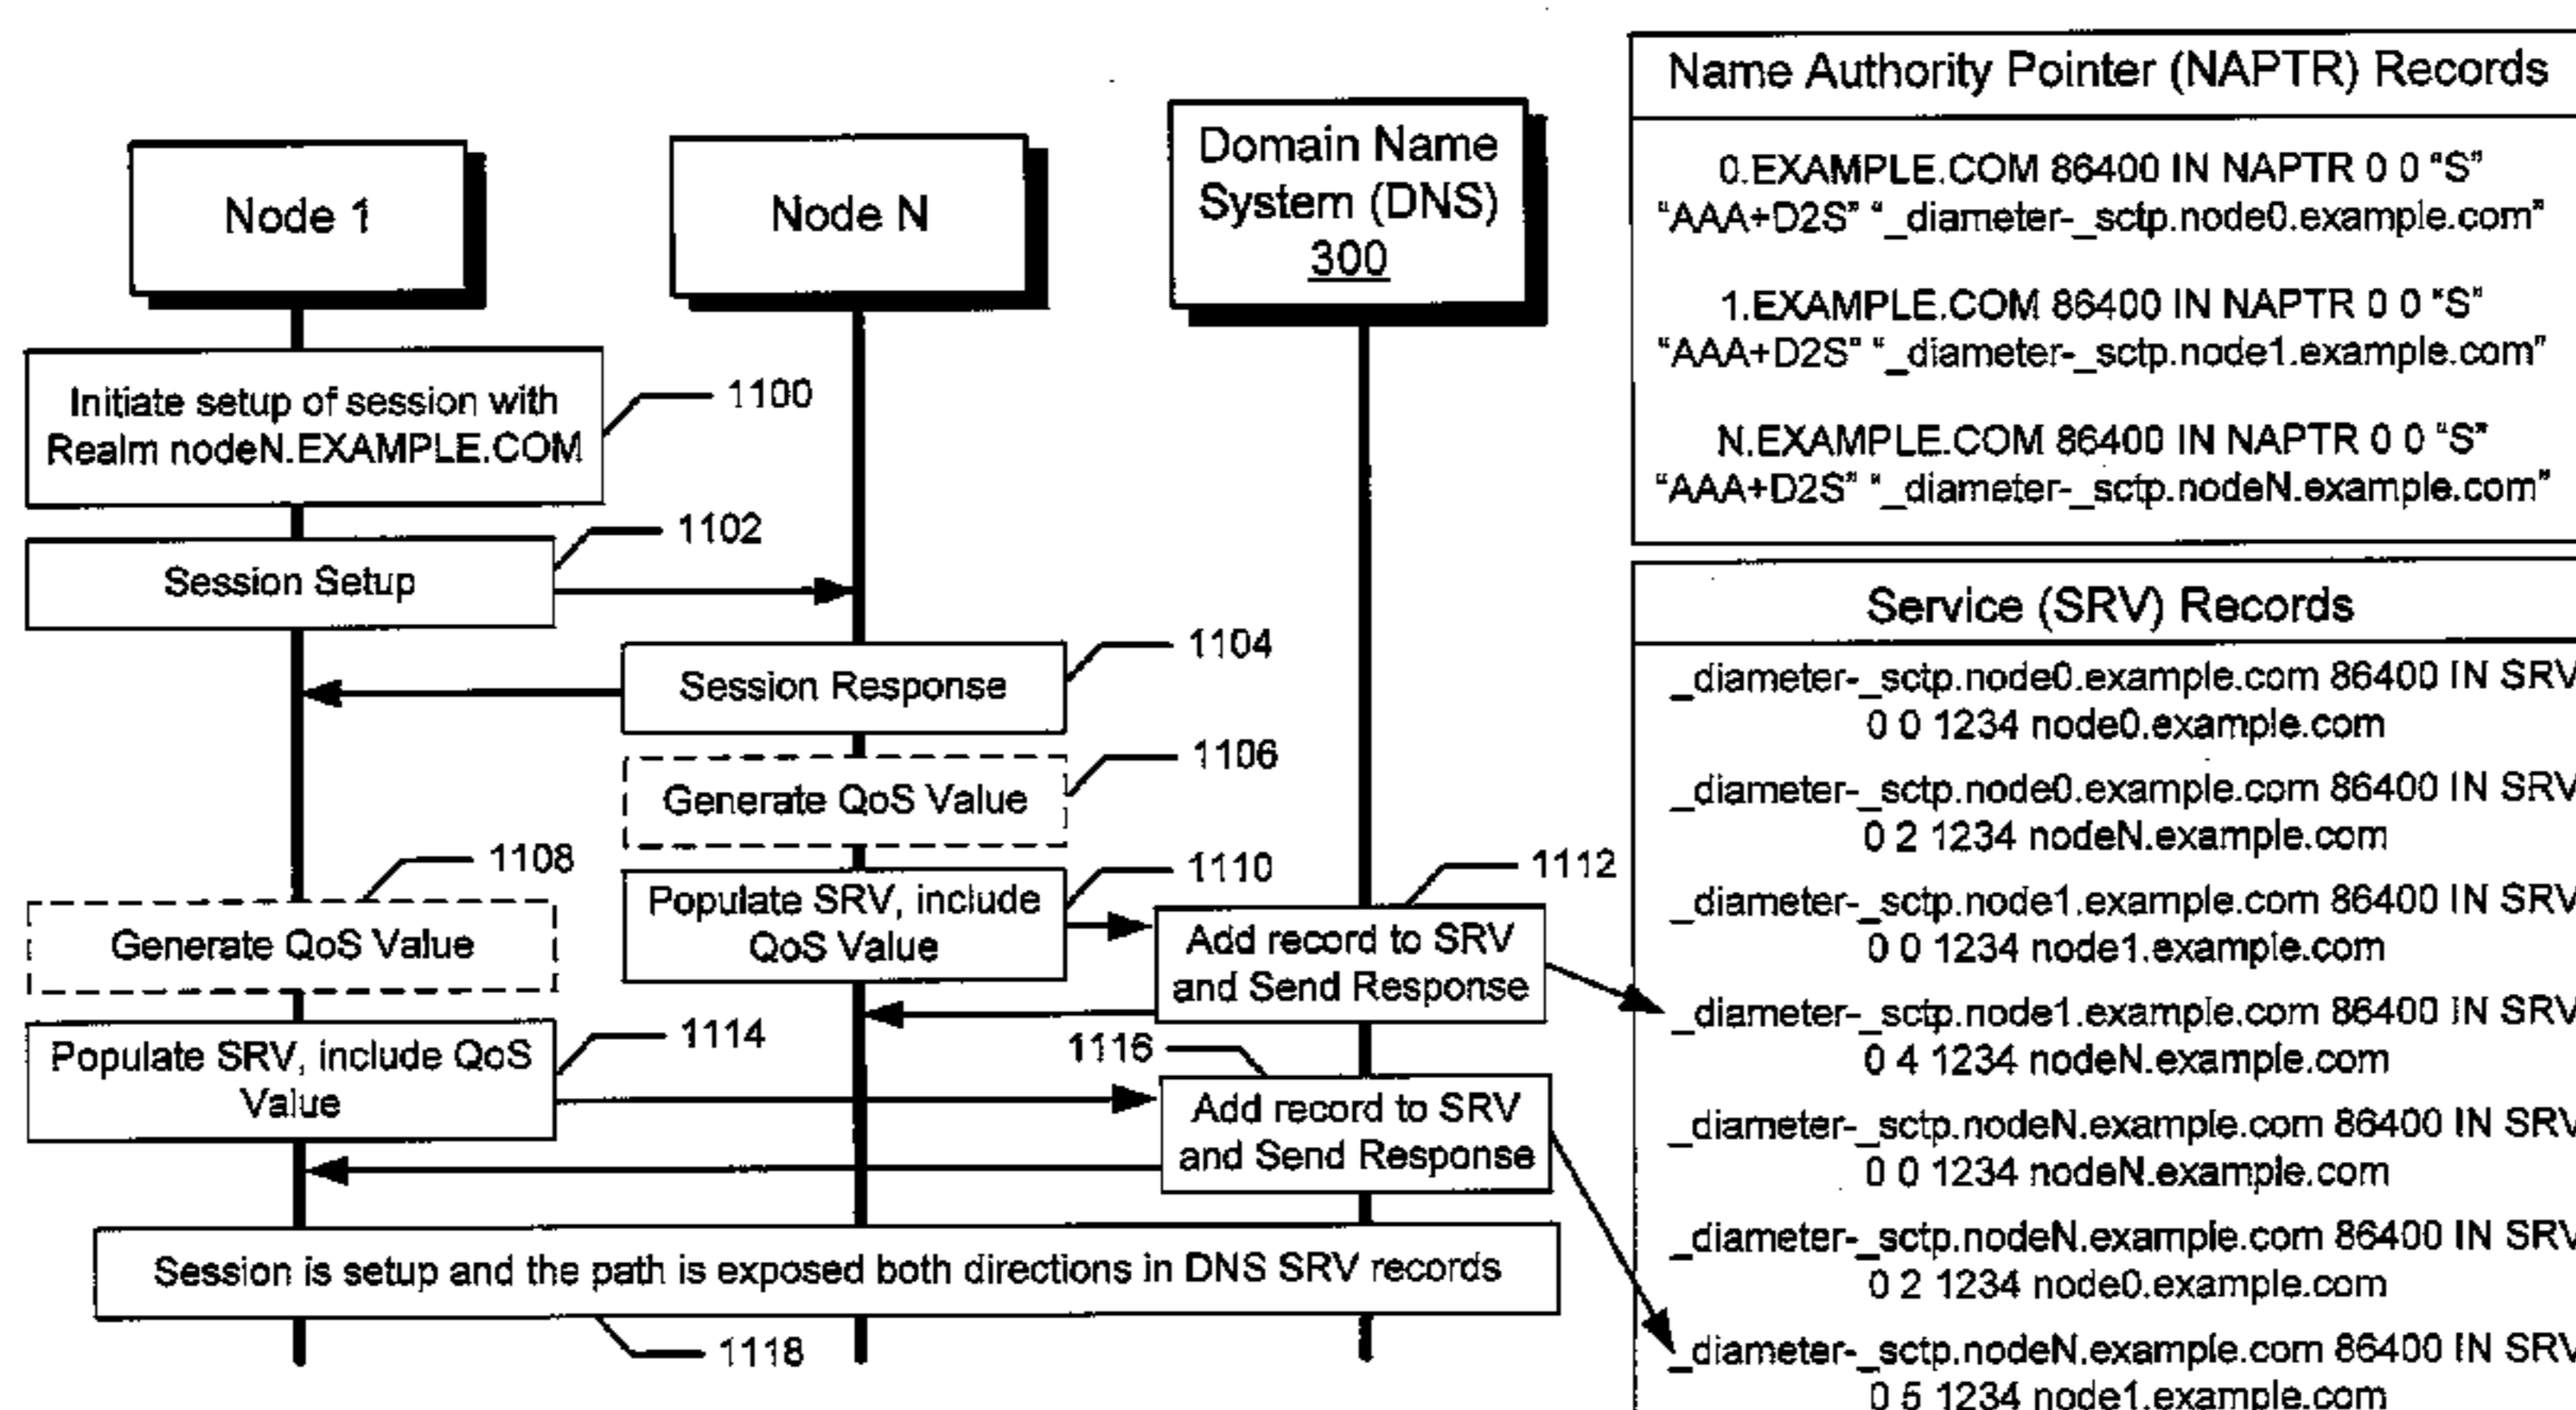 Node 1
Node N
Domain Name
System (DNS)
300
Initiate setup of session with
Realm nodeN.EXAMPLE.COM
1100
Session Setup
1102
Session Response
1104
Generate QoS Value
1106
Generate QoS Value
1108
Populate SRV, include
QoS Value
1110
Add record to SRV
and Send Response
1112
Populate SRV, include QoS
Value
1114
Add record to SRV
and Send Response
1116
Session is setup and the path is exposed both directions in DNS SRV records
1118
Name Authority Pointer (NAPTR) Records
0.EXAMPLE.COM 86400 IN NAPTR 0 0 “S”
“AAA+D2S” “_diameter-_sctp.node0.example.com”
1.EXAMPLE.COM 86400 IN NAPTR 0 0 “S”
“AAA+D2S” “_diameter-_sctp.node1.example.com”
N.EXAMPLE.COM 86400 IN NAPTR 0 0 “S”
“AAA+D2S” “_diameter-_sctp.nodeN.example.com”
Service (SRV) Records
_diameter-_sctp.node0.example.com 86400 IN SRV
0 0 1234 node0.example.com
_diameter-_sctp.node0.example.com 86400 IN SRV
0 2 1234 nodeN.example.com
_diameter-_sctp.node1.example.com 86400 IN SRV
0 0 1234 node1.example.com
_diameter-_sctp.node1.example.com 86400 IN SRV
0 4 1234 nodeN.example.com
_diameter-_sctp.nodeN.example.com 86400 IN SRV
0 0 1234 nodeN.example.com
_diameter-_sctp.nodeN.example.com 86400 IN SRV
0 2 1234 node0.example.com
_diameter-_sctp.nodeN.example.com 86400 IN SRV
0 5 1234 node1.example.com